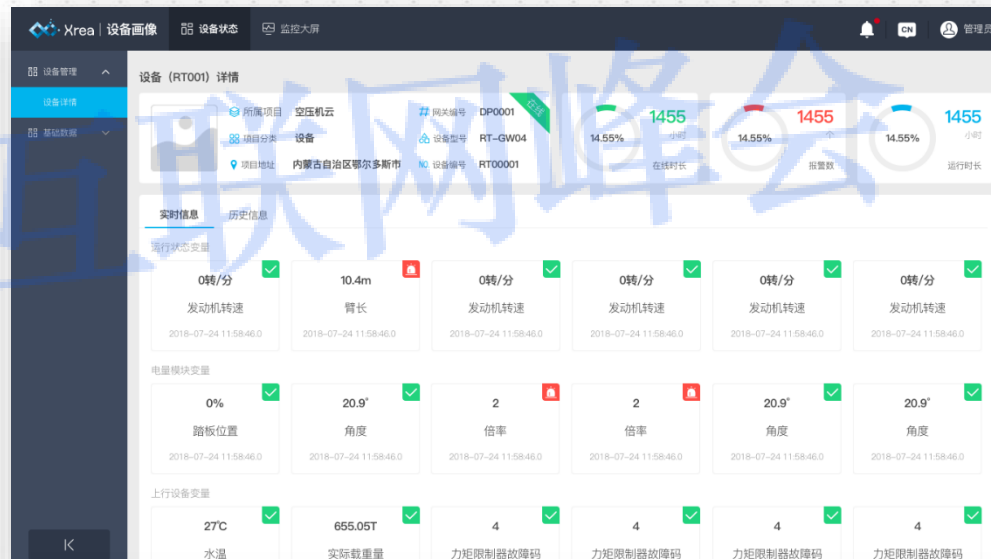 Xrea 设备画像 设备状态 监控大屏 CN 管理员
设备管理
设备详情
基础数据
设备（RT001）详情
所属项目 空压机云 网关编号 DP0001 在线
项目分类 设备 设备型号 RT-GW04
项目地址 内蒙古自治区鄂尔多斯市 NO. 设备编号 RT00001
14.55% 1455 小时 在线时长
14.55% 1455 个 报警数
14.55% 1455 小时 运行时长
实时信息 历史信息
运行状态变量
0转/分 10.4m 0转/分 0转/分 0转/分 0转/分
发动机转速 臂长 发动机转速 发动机转速 发动机转速 发动机转速
2018-07-24 11:58:46.0 2018-07-24 11:58:46.0 2018-07-24 11:58:46.0 2018-07-24 11:58:46.0 2018-07-24 11:58:46.0 2018-07-24 11:58:46.0
电量模块变量
0% 20.9° 2 2 20.9° 20.9°
踏板位置 角度 倍率 倍率 角度 角度
2018-07-24 11:58:46.0 2018-07-24 11:58:46.0 2018-07-24 11:58:46.0 2018-07-24 11:58:46.0 2018-07-24 11:58:46.0 2018-07-24 11:58:46.0
上行设备变量
27℃ 655.05T 4 4 4 4
水温 实际载重量 力矩限制器故障码 力矩限制器故障码 力矩限制器故障码 力矩限制器故障码
互联网峰会